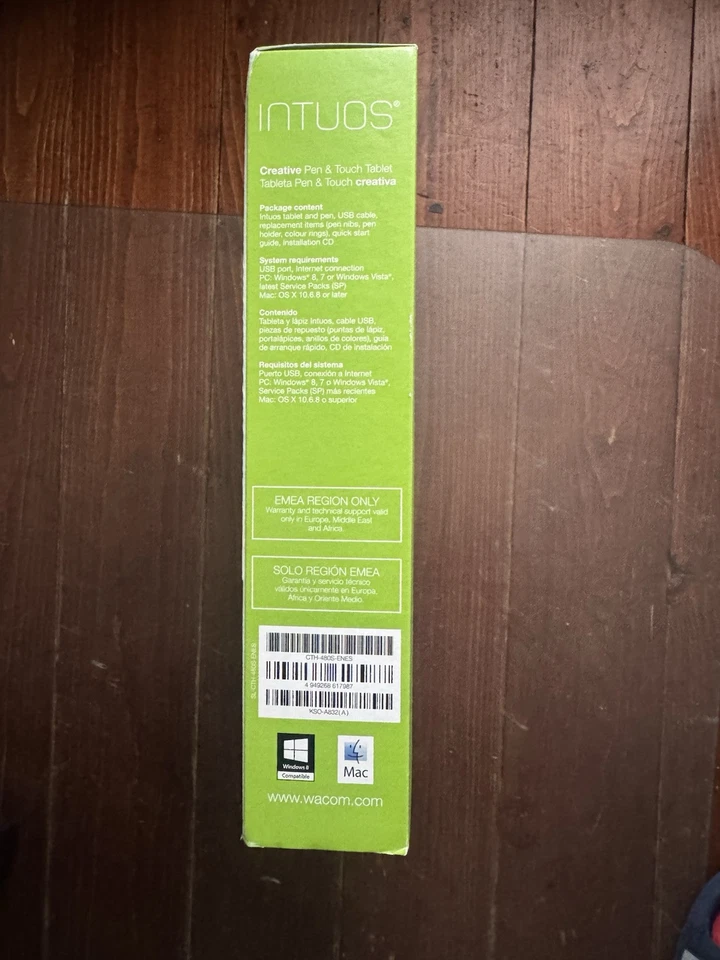 INTUOS®
Creative Pen & Touch Tablet
Tableta Pen & Touch creativa
Package content
Intuos tablet and pen, USB cable,
replacement items (pen nibs, pen
holder, colour rings), quick start
guide, installation CD
System requirements
USB port, Internet connection
PC: Windows® 8, 7 or Windows Vista®,
latest Service Packs (SP)
Mac: OS X 10.6.8 or later
Contenido
Tableta y lápiz Intuos, cable USB,
piezas de repuesto (puntas de lápiz,
portalápices, anillos de colores), guía
de arranque rápido, CD de instalación
Requisitos del sistema
Puerto USB, conexión a Internet
PC: Windows® 8, 7 o Windows Vista®,
Service Packs (SP) más recientes
Mac: OS X 10.6.8 o superior
EMEA REGION ONLY
Warranty and technical support valid
only in Europe, Middle East
and Africa.
SOLO REGIÓN EMEA
Garantía y servicio técnico
válidos únicamente en Europa,
África y Oriente Medio.
SL-CTH-480S ENES
CTH-480S-ENES
4 949268 617987
KSO-A832(A)
Windows 8
Compatible
Mac
www.wacom.com